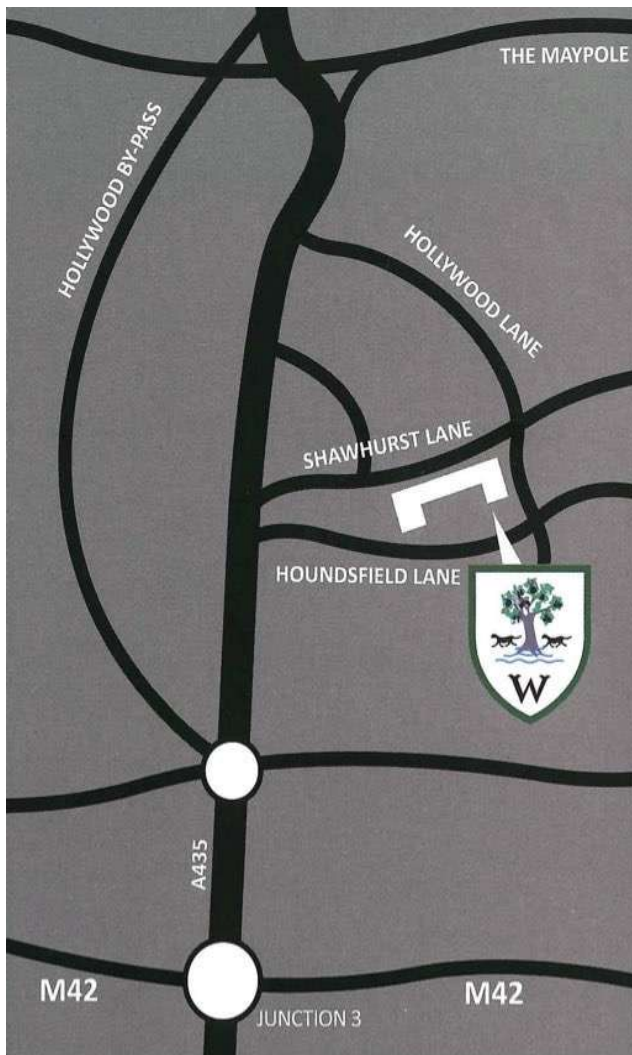 THE MAYPOLE
HOLLYWOOD BY-PASS
HOLLYWOOD LANE
SHAWHURST LANE
HOUNDSFIELD LANE
W
A435
M42
M42
JUNCTION 3